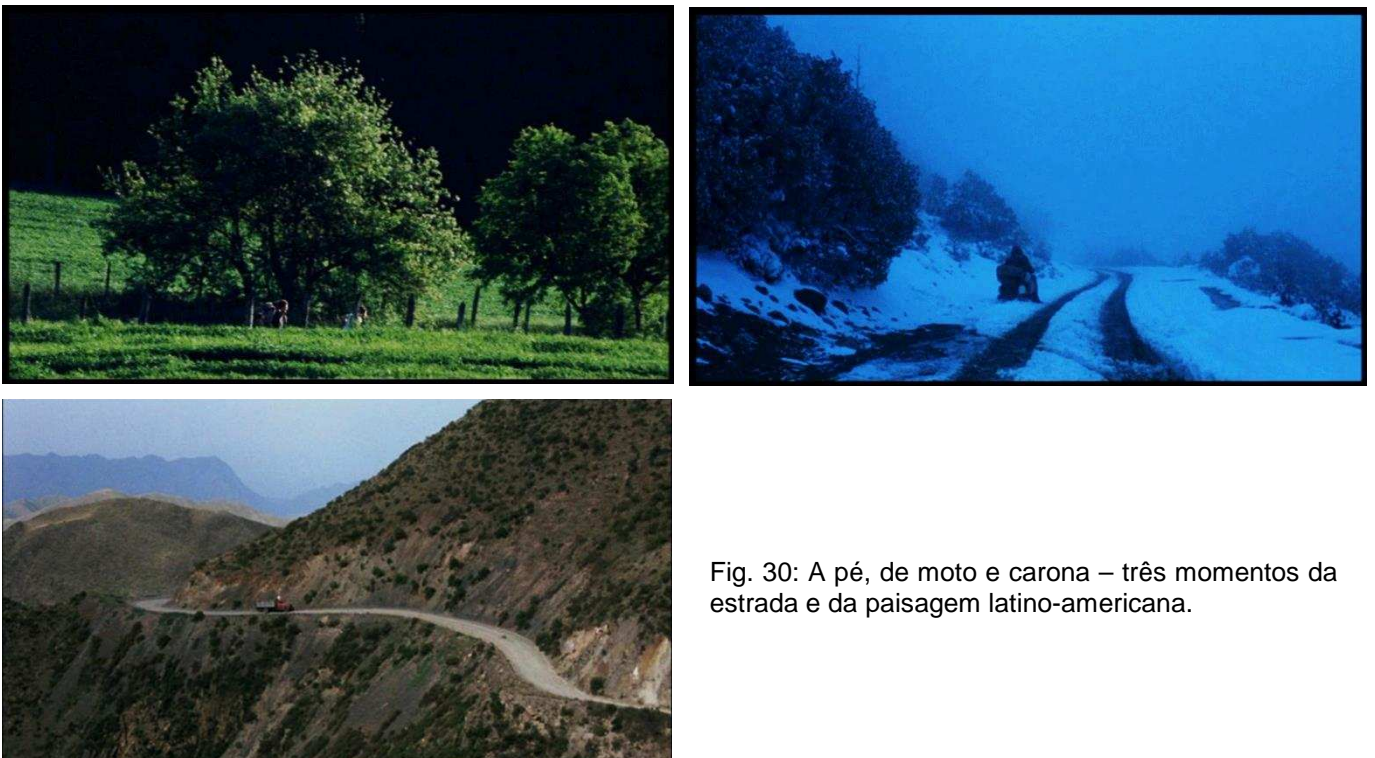 Fig. 30: A pé, de moto e carona – três momentos da
estrada e da paisagem latino-americana.